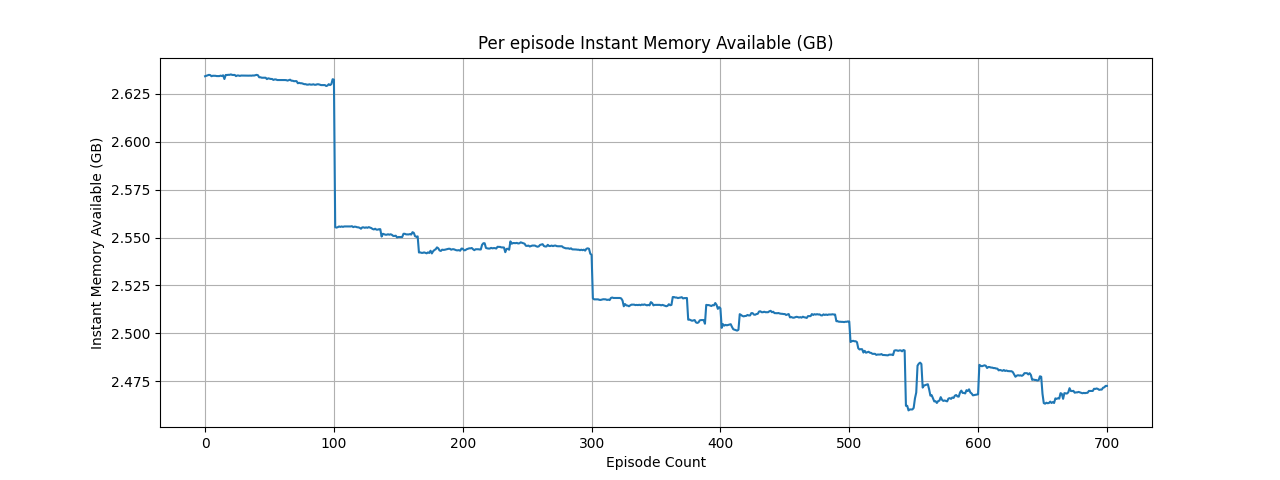 Per episode Instant Memory Available (GB)
Instant Memory Available (GB)
2.625
2.600
2.575
2.550
2.525
2.500
2.475
0 100 200 300 400 500 600 700
Episode Count